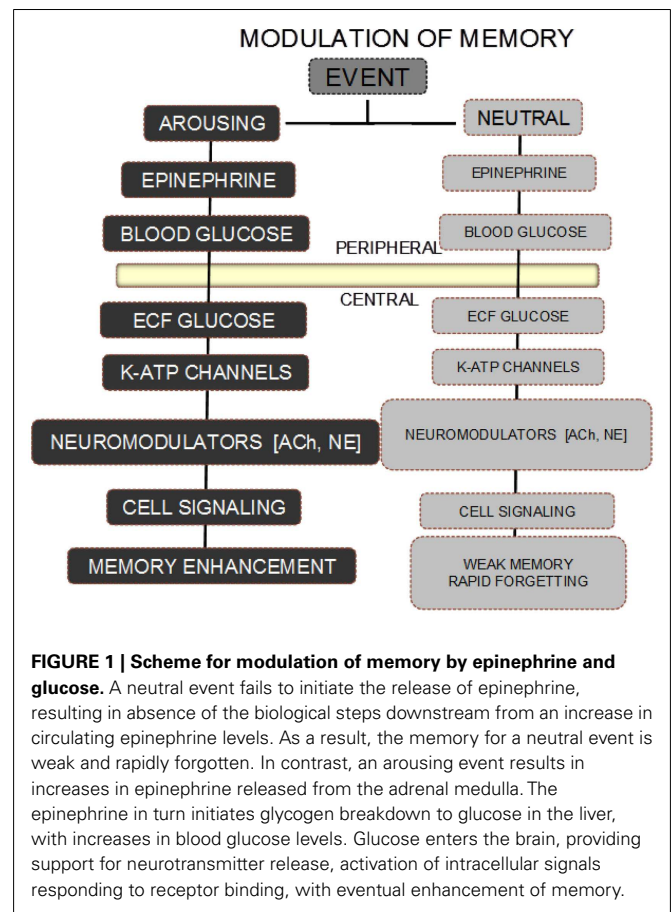 MODULATION OF MEMORY
EVENT
AROUSING
NEUTRAL
EPINEPHRINE
EPINEPHRINE
BLOOD GLUCOSE
BLOOD GLUCOSE
PERIPHERAL
CENTRAL
ECF GLUCOSE
ECF GLUCOSE
K-ATP CHANNELS
K-ATP CHANNELS
NEUROMODULATORS [ACh, NE]
NEUROMODULATORS [ACh, NE]
CELL SIGNALING
CELL SIGNALING
MEMORY ENHANCEMENT
WEAK MEMORY
RAPID FORGETTING
FIGURE 1 | Scheme for modulation of memory by epinephrine and
glucose. A neutral event fails to initiate the release of epinephrine,
resulting in absence of the biological steps downstream from an increase in
circulating epinephrine levels. As a result, the memory for a neutral event is
weak and rapidly forgotten. In contrast, an arousing event results in
increases in epinephrine released from the adrenal medulla. The
epinephrine in turn initiates glycogen breakdown to glucose in the liver,
with increases in blood glucose levels. Glucose enters the brain, providing
support for neurotransmitter release, activation of intracellular signals
responding to receptor binding, with eventual enhancement of memory.